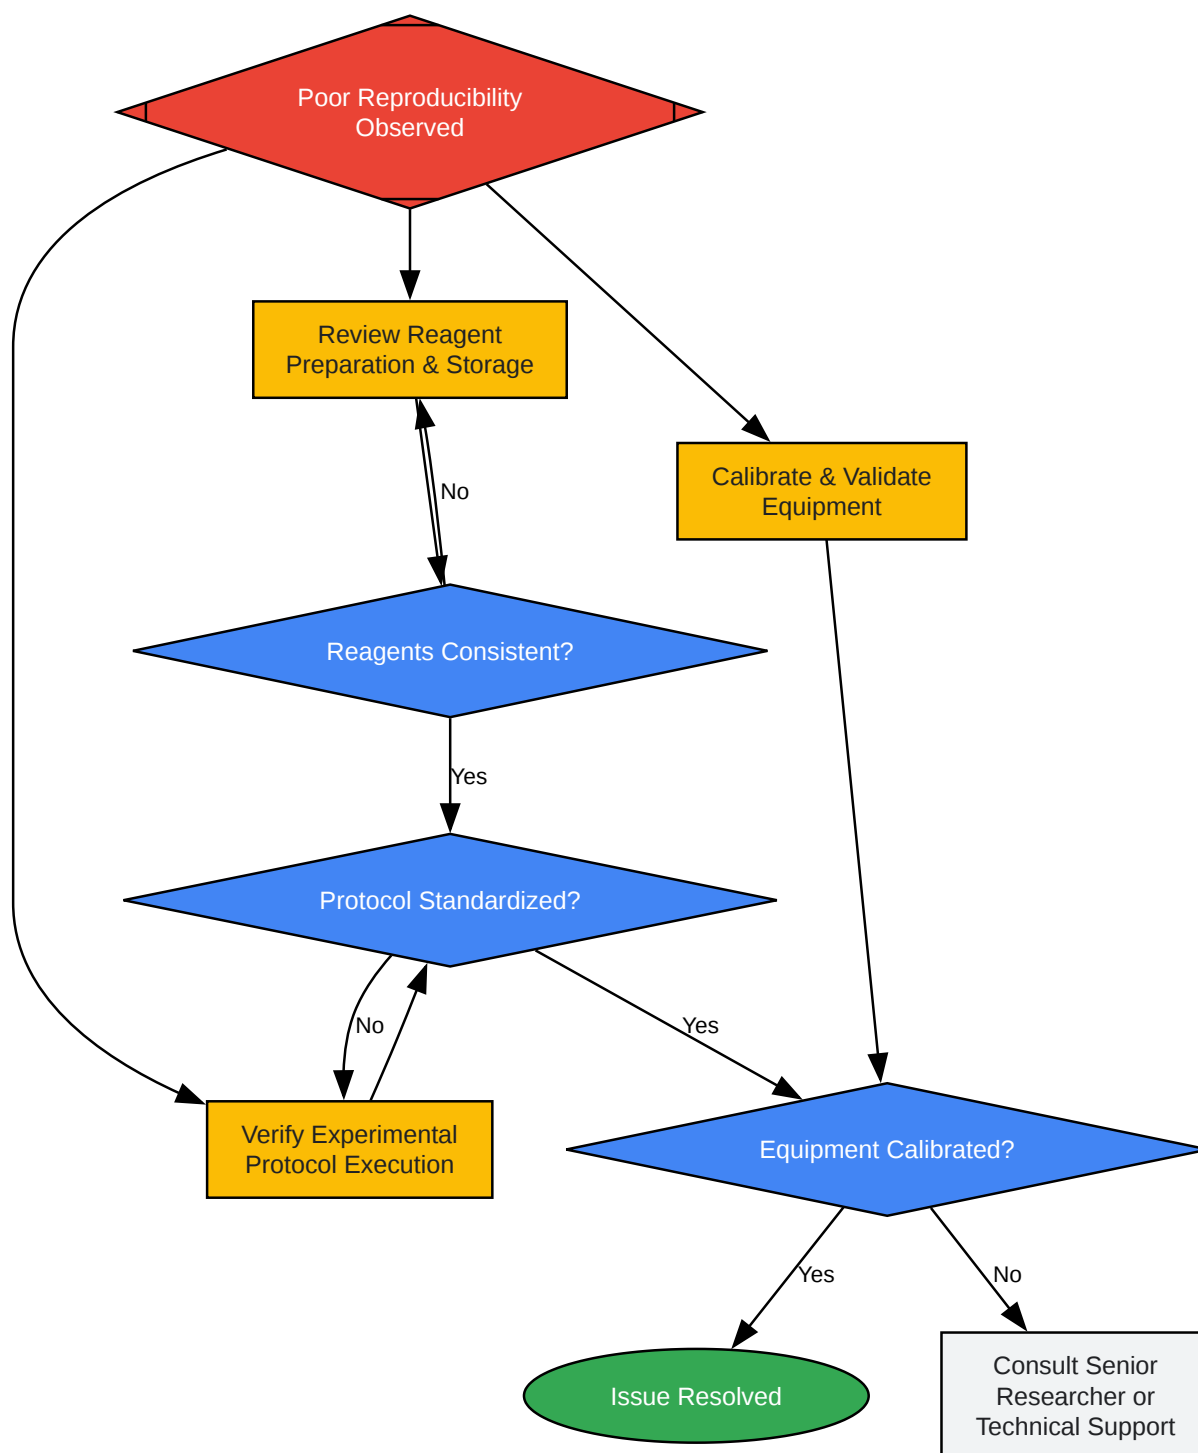 Poor Reproducibility
Observed
Review Reagent
Preparation & Storage
Calibrate & Validate
Equipment
No
Reagents Consistent?
Yes
Protocol Standardized?
No
Yes
Verify Experimental
Protocol Execution
Equipment Calibrated?
Yes
No
Issue Resolved
Consult Senior
Researcher or
Technical Support